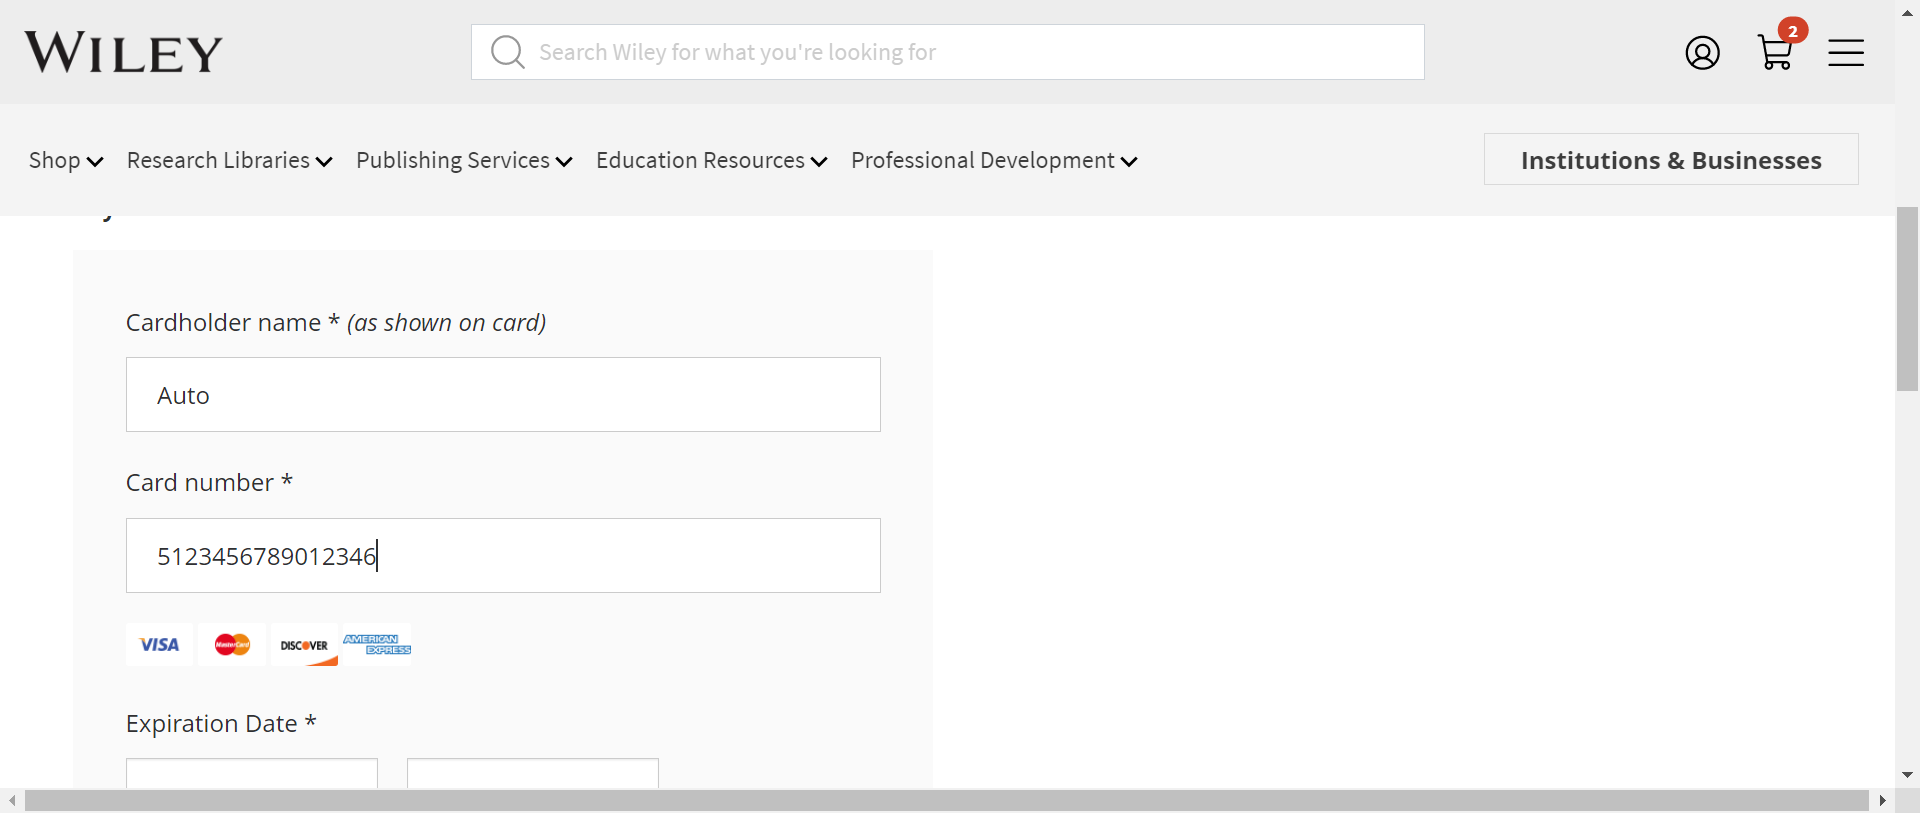 WILEY
Search Wiley for what you're looking for
2
Shop Research Libraries Publishing Services Education Resources Professional Development
Institutions & Businesses
Cardholder name * (as shown on card)
Auto
Card number *
5123456789012346
VISA MasterCard DISCOVER AMERICAN EXPRESS
Expiration Date *